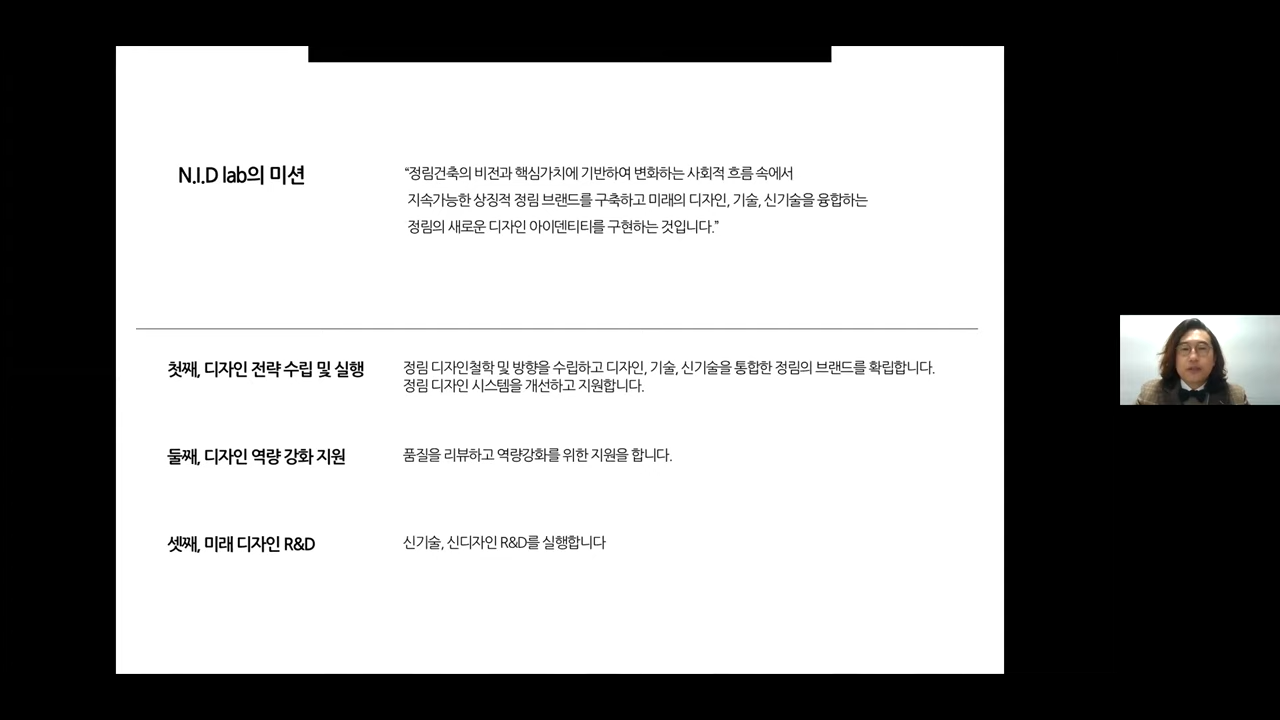 N.I.D lab의 미션
“정림건축의 비전과 핵심가치에 기반하여 변화하는 사회적 흐름 속에서
지속가능한 상징적 정림 브랜드를 구축하고 미래의 디자인, 기술, 신기술을 융합하는
정림의 새로운 디자인 아이덴티티를 구현하는 것입니다.”
첫째, 디자인 전략 수립 및 실행
정림 디자인철학 및 방향을 수립하고 디자인, 기술, 신기술을 통합한 정림의 브랜드를 확립합니다.
정림 디자인 시스템을 개선하고 지원합니다.
둘째, 디자인 역량 강화 지원
품질을 리뷰하고 역량강화를 위한 지원을 합니다.
셋째, 미래 디자인 R&D
신기술, 신디자인 R&D를 실행합니다